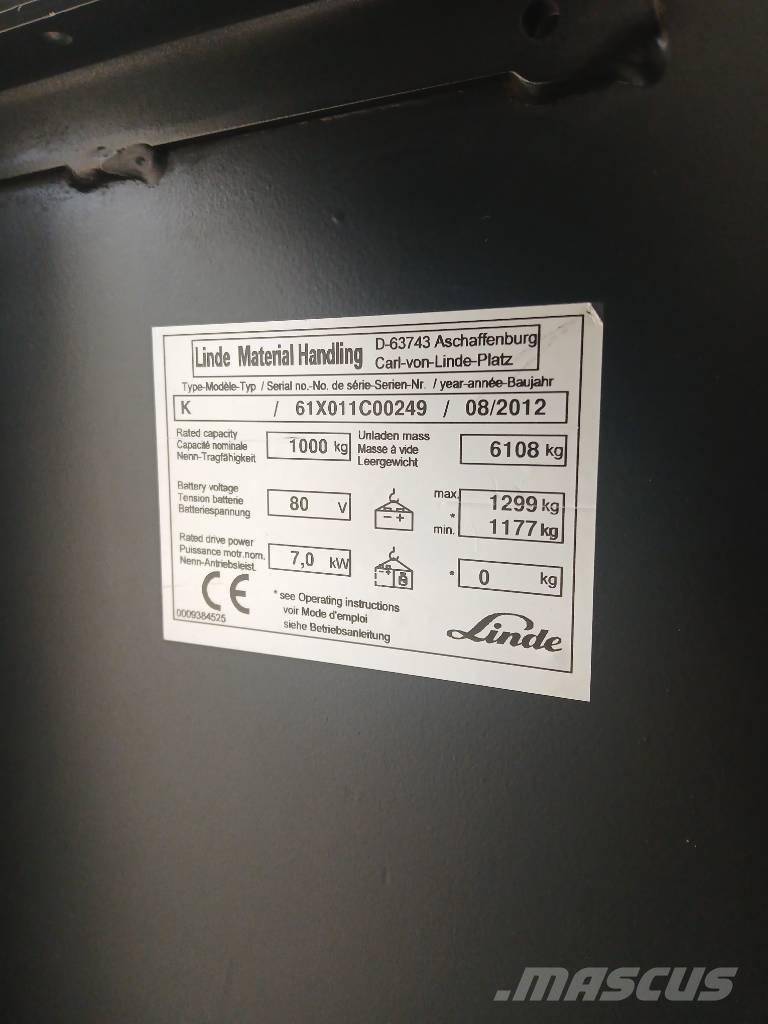 Linde Material Handling
D-63743 Aschaffenburg
Carl-von-Linde-Platz
Type-Modèle-Typ / Serial no.-No. de série-Serien-Nr. / year-année-Baujahr
K / 61X011C00249 / 08/2012
Rated capacity
Capacité nominale
Nenn-Tragfähigkeit
1000 kg
Unladen mass
Masse à vide
Leergewicht
6108 kg
Battery voltage
Tension batterie
Batteriespannung
80 V
- +
max.
*
min.
1299 kg
1177 kg
Rated drive power
Puissance motr.nom.
Nenn-Antriebsleist.
7,0 kW
* 0 kg
CE
0009384525
* see Operating instructions
voir Mode d'emploi
siehe Betriebsanleitung
Linde
MASCUS